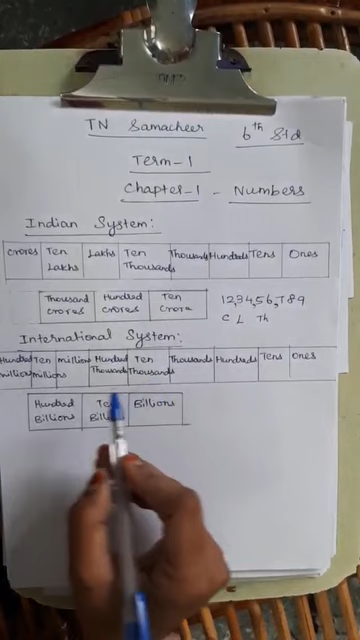 TN Samacheer 6th Std
Term-1
Chapter-1 - Numbers
Indian System:
Crores Ten Lakhs Lakhs Ten Thousands Thousands Hundreds Tens Ones
Thousand crores Hundred crores Ten Crore
12,34,56,789
C L Th
International System:
Hundred millions Ten millions millions Hundred Thousands Ten Thousands Thousands Hundreds Tens Ones
Hundred Billions Billions